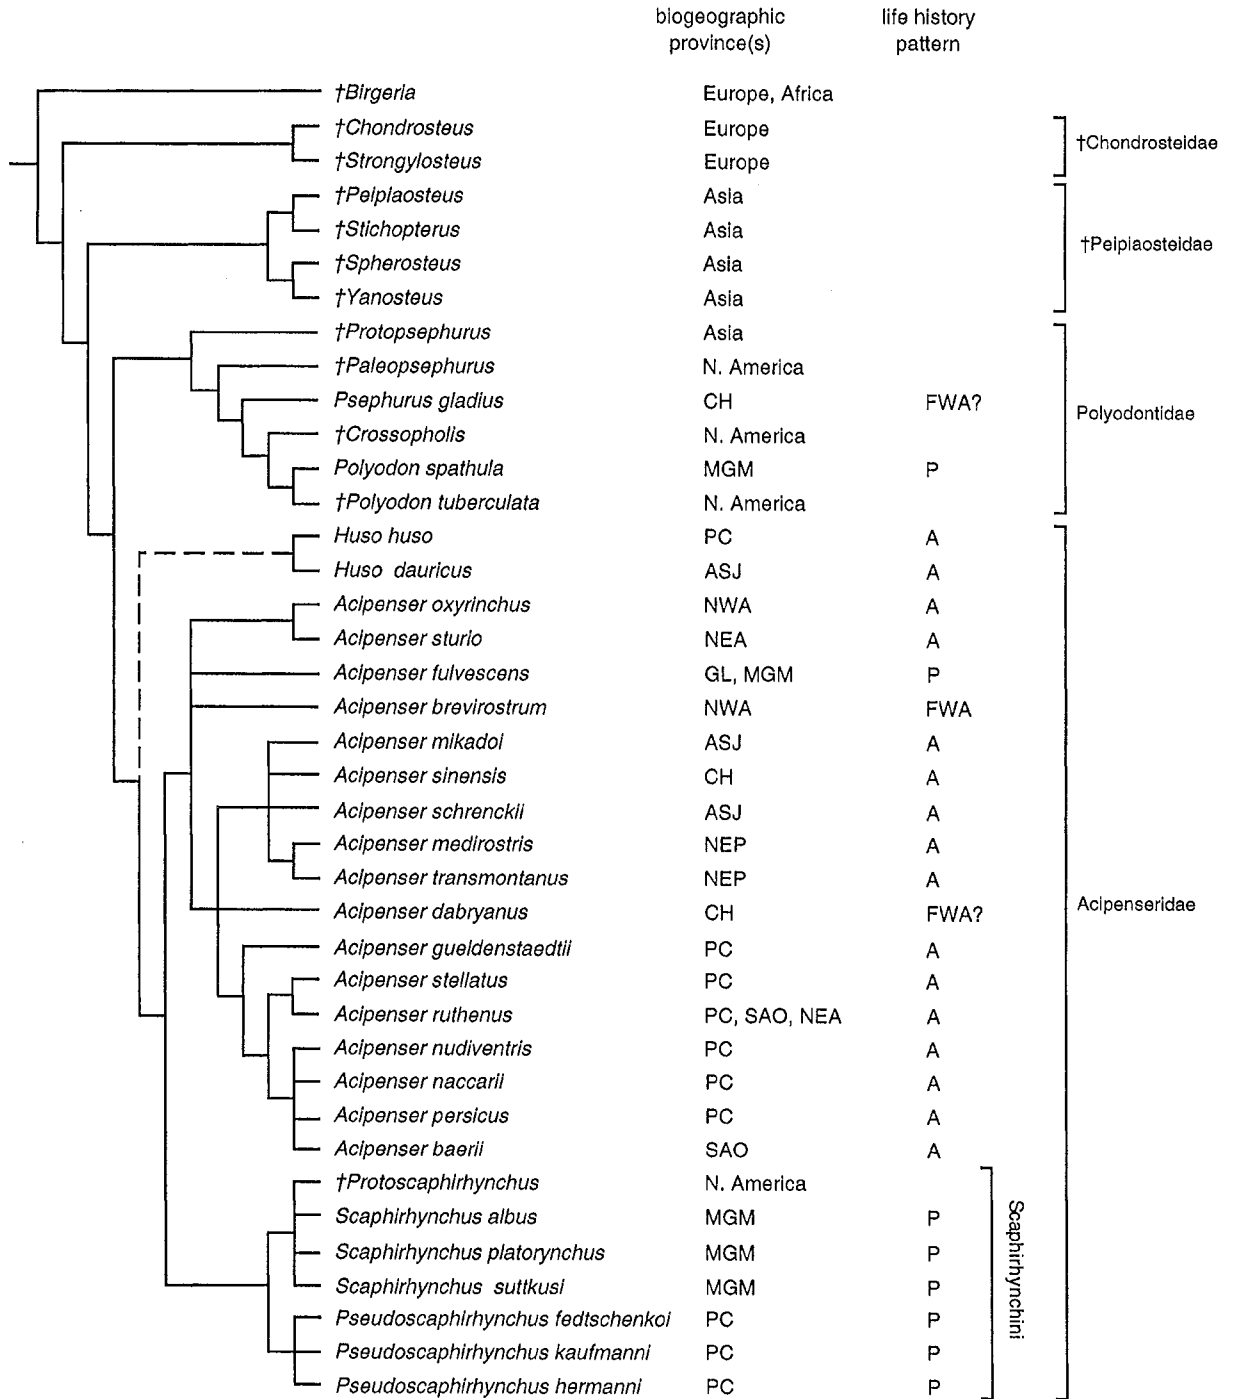 biogeographic province(s) life history pattern
†Birgeria Europe, Africa
†Chondrosteus Europe
†Strongylosteus Europe
†Chondrosteidae
†Peipiaosteus Asia
†Stichopterus Asia
†Spherosteus Asia
†Yanosteus Asia
†Peipiaosteidae
†Protopsephurus Asia
†Paleopsephurus N. America
Psephurus gladius CH FWA?
†Crossopholis N. America
Polyodon spathula MGM P
†Polyodon tuberculata N. America
Polyodontidae
Huso huso PC A
Huso dauricus ASJ A
Acipenser oxyrinchus NWA A
Acipenser sturio NEA A
Acipenser fulvescens GL, MGM P
Acipenser brevirostrum NWA FWA
Acipenser mikadoi ASJ A
Acipenser sinensis CH A
Acipenser schrenckii ASJ A
Acipenser medirostris NEP A
Acipenser transmontanus NEP A
Acipenser dabryanus CH FWA?
Acipenser gueldenstaedtii PC A
Acipenser stellatus PC A
Acipenser ruthenus PC, SAO, NEA A
Acipenser nudiventris PC A
Acipenser naccarii PC A
Acipenser persicus PC A
Acipenser baerii SAO A
†Protoscaphirhynchus N. America
Scaphirhynchus albus MGM P
Scaphirhynchus platorynchus MGM P
Scaphirhynchus suttkusi MGM P
Pseudoscaphirhynchus fedtschenkoi PC P
Pseudoscaphirhynchus kaufmanni PC P
Pseudoscaphirhynchus hermanni PC P
Scaphirhynchini
Acipenseridae